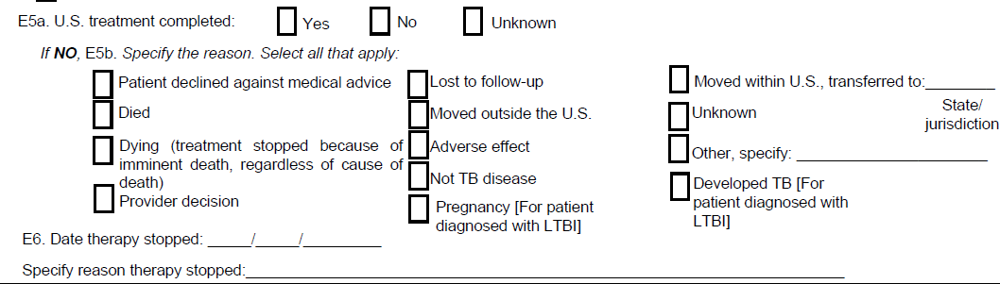 E5a. U.S. treatment completed: Yes No Unknown
If NO, E5b. Specify the reason. Select all that apply:
Patient declined against medical advice
Died
Dying (treatment stopped because of
imminent death, regardless of cause of
death)
Provider decision
Lost to follow-up
Moved outside the U.S.
Adverse effect
Not TB disease
Pregnancy [For patient
diagnosed with LTBI]
Moved within U.S., transferred to:________
State/
jurisdiction
Unknown
Other, specify: ______________________
Developed TB [For
patient diagnosed with
LTBI]
E6. Date therapy stopped: _____/_____/_________
Specify reason therapy stopped:______________________________________________________________________